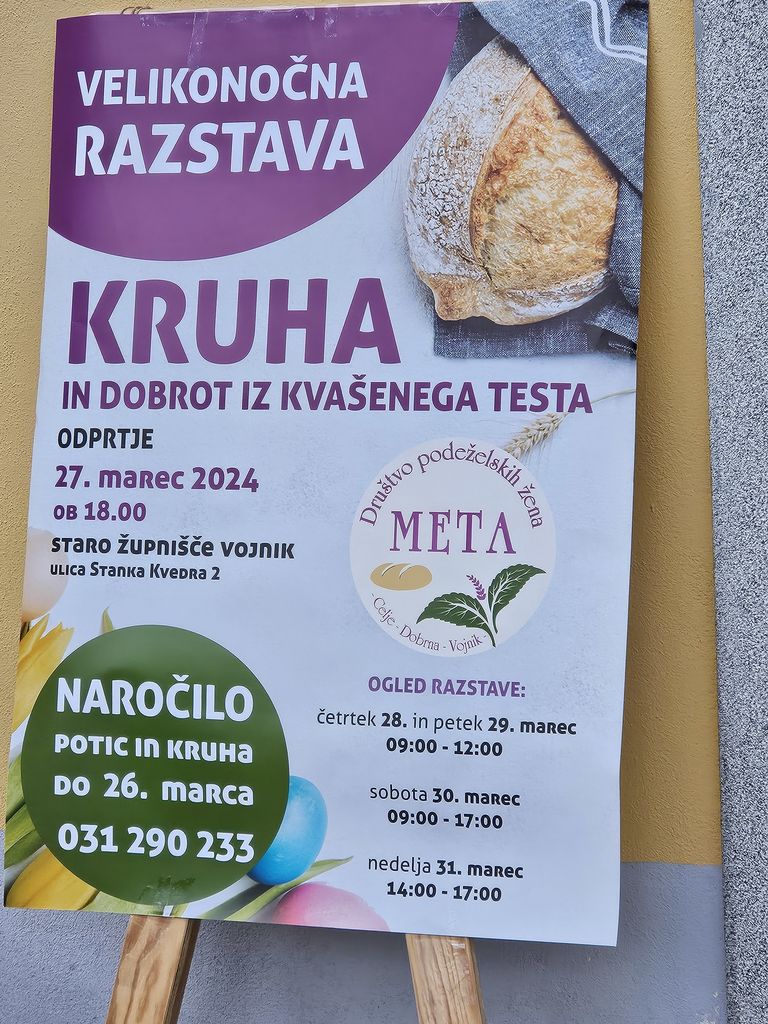 VELIKONOČNA
RAZSTAVA
KRUHA
IN DOBROT IZ KVAŠENEGA TESTA
ODPRTJE
27. marec 2024
OB 18.00
STARO ŽUPNIŠČE VOJNIK
ULICA STANKA KVEDRA 2
Društvo podeželskih žena
META
- Celje - Dobrna - Vojnik -
NAROČILO
POTIC IN KRUHA
DO 26. marca
031 290 233
OGLED RAZSTAVE:
četrtek 28. in petek 29. marec
09:00 - 12:00
sobota 30. marec
09:00 - 17:00
nedelja 31. marec
14:00 - 17:00